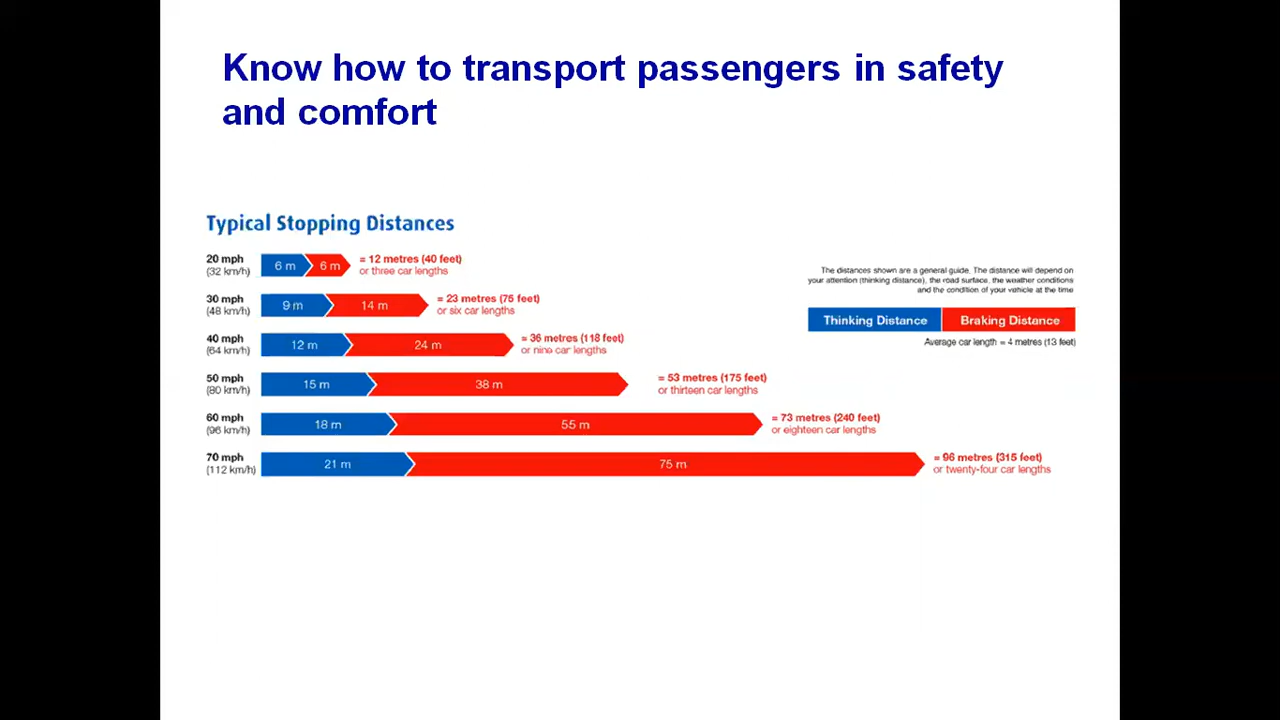 Know how to transport passengers in safety
and comfort
Typical Stopping Distances
20 mph
(32 km/h)
6 m
6 m
= 12 metres (40 feet)
or three car lengths
The distances shown are a general guide. The distance will depend on
your attention (thinking distance), the road surface, the weather conditions
and the condition of your vehicle at the time
30 mph
(48 km/h)
9 m
14 m
= 23 metres (75 feet)
or six car lengths
Thinking Distance
Braking Distance
Average car length = 4 metres (13 feet)
40 mph
(64 km/h)
12 m
24 m
= 36 metres (118 feet)
or nine car lengths
50 mph
(80 km/h)
15 m
38 m
= 53 metres (175 feet)
or thirteen car lengths
60 mph
(96 km/h)
18 m
55 m
= 73 metres (240 feet)
or eighteen car lengths
70 mph
(112 km/h)
21 m
75 m
= 96 metres (315 feet)
or twenty-four car lengths